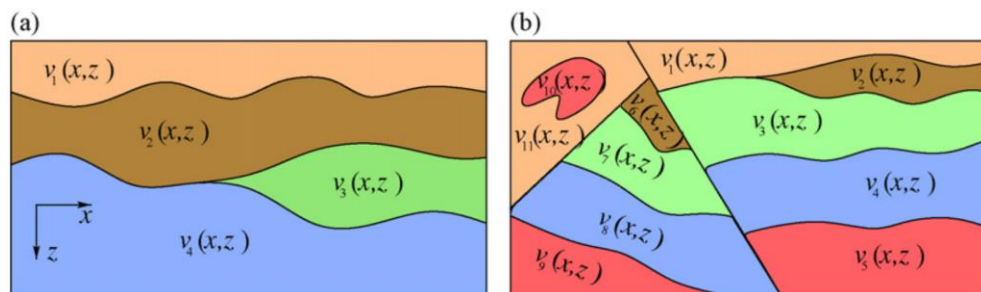 (a)
v₁(x,z)
v₂(x,z)
v₃(x,z)
v₄(x,z)
x
z
(b)
v₁(x,z)
v₂(x,z)
v₁₀(x,z
v₆(x,z)
v₃(x,z)
v₁₁(x,z)
v₇(x,z)
v₄(x,z)
v₈(x,z)
v₉(x,z)
v₅(x,z)